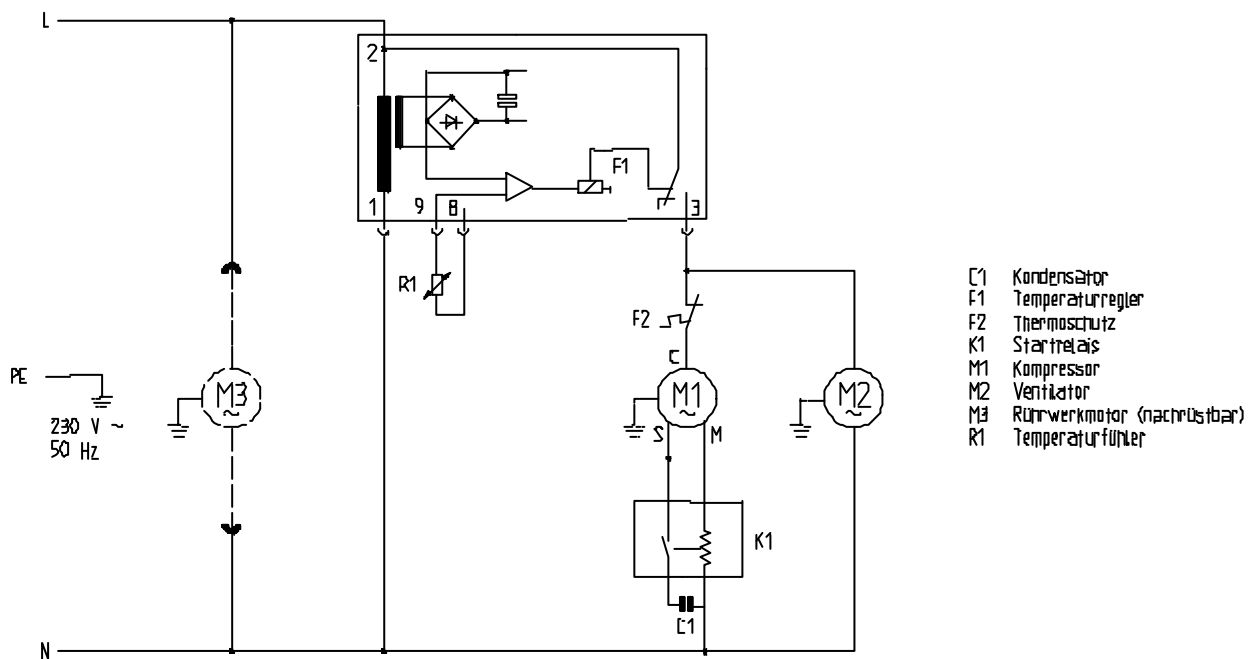 L
2
F1
1
9
8
3
R1
F2
C
PE
230 V ~
50 Hz
M3
~
M1
~
M2
~
S
M
K1
C1
N
C1 Kondensator
F1 Temperaturregler
F2 Thermoschutz
K1 Startrelais
M1 Kompressor
M2 Ventilator
M3 Rührwerkmotor (nachrüstbar)
R1 Temperaturfühler